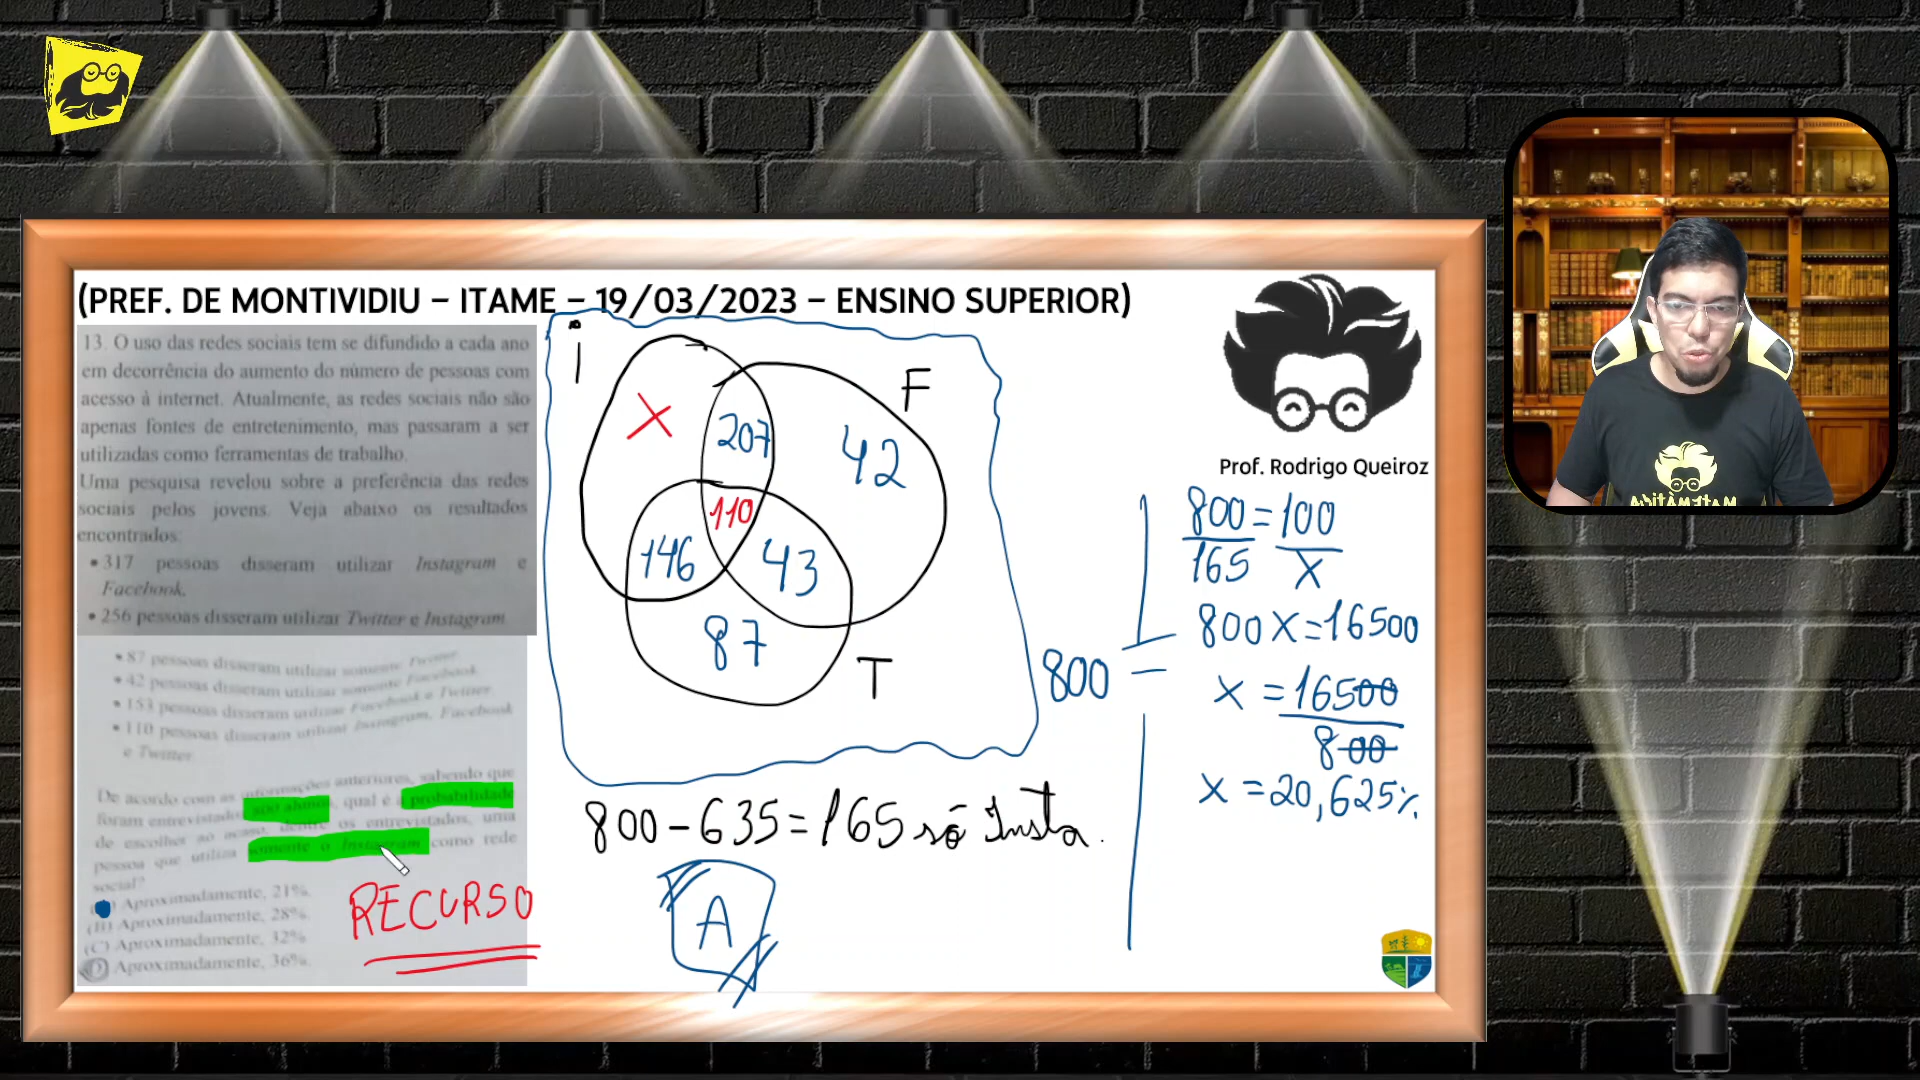 (PREF. DE MONTIVIDIU – ITAME – 19/03/2023 – ENSINO SUPERIOR)
13. O uso das redes sociais tem se difundido a cada ano
em decorrência do aumento do número de pessoas com
acesso à internet. Atualmente, as redes sociais não são
apenas fontes de entretenimento, mas passaram a ser
utilizadas como ferramentas de trabalho.
Uma pesquisa revelou sobre a preferência das redes
sociais pelos jovens. Veja abaixo os resultados
encontrados:
• 317 pessoas disseram utilizar Instagram e
Facebook.
• 256 pessoas disseram utilizar Twitter e Instagram
• 87 pessoas disseram utilizar somente Twitter.
• 42 pessoas disseram utilizar somente Facebook.
• 153 pessoas disseram utilizar Facebook e Twitter
• 110 pessoas disseram utilizar Instagram, Facebook
e Twitter
De acordo com as informações anteriores, sabendo que
foram entrevistados 800 alunos, qual é a probabilidade
de escolher ao acaso, dentre os entrevistados, uma
pessoa que utiliza somente o Instagram como rede
social?
Aproximadamente, 21%.
(B) Aproximadamente, 28%.
(C) Aproximadamente, 32%
Aproximadamente, 36%.
RECURSO
i
F
X
207
42
110
146
43
87
T
800 =
800 - 635 = 165 só Insta.
A
Prof. Rodrigo Queiroz
800 = 100
165 X
800 X = 16500
X = 16500
800
X = 20,625%
MATEMÁTICA